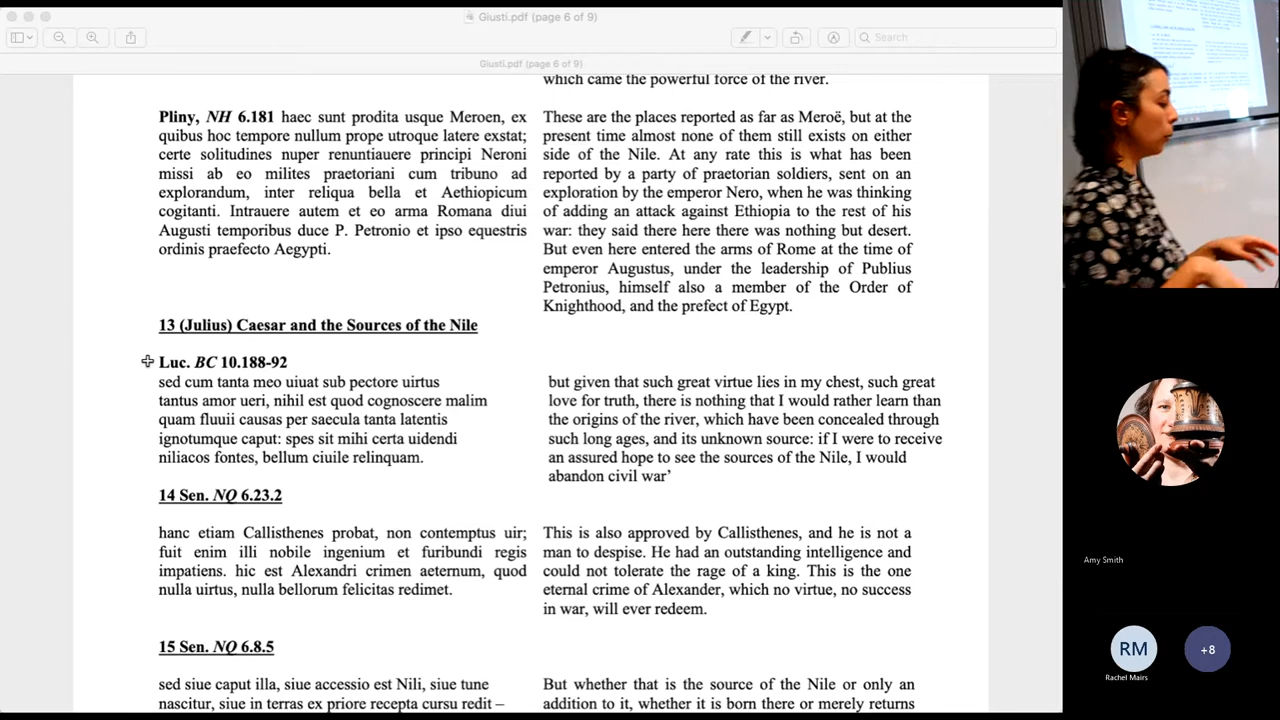 Giusti.pdf (page 6 of 9)
Search
Giusti.pdf (page 6 of 9)
which came the powerful force of the river.
Pliny, NH 6.181 haec sunt prodita usque Meroen, ex
quibus hoc tempore nullum prope utroque latere exstat;
certe solitudines nuper renuntiauere principi Neroni
missi ab eo milites praetoriani cum tribuno ad
explorandum, inter reliqua bella et Aethiopicum
cogitanti. Intrauere autem et eo arma Romana diui
Augusti temporibus duce P. Petronio et ipso equestris
ordinis praefecto Aegypti.
These are the places reported as far as Meroë, but at the
present time almost none of them still exists on either
side of the Nile. At any rate this is what has been
reported by a party of praetorian soldiers, sent on an
exploration by the emperor Nero, when he was thinking
of adding an attack against Ethiopia to the rest of his
war: they said there here there was nothing but desert.
But even here entered the arms of Rome at the time of
emperor Augustus, under the leadership of Publius
Petronius, himself also a member of the Order of
Knighthood, and the prefect of Egypt.
13 (Julius) Caesar and the Sources of the Nile
Luc. BC 10.188-92
sed cum tanta meo uiuat sub pectore uirtus
tantus amor ueri, nihil est quod cognoscere malim
quam fluuii causas per saecula tanta latentis
ignotumque caput: spes sit mihi certa uidendi
niliacos fontes, bellum ciuile relinquam.
but given that such great virtue lies in my chest, such great
love for truth, there is nothing that I would rather learn than
the origins of the river, which have been concealed through
such long ages, and its unknown source: if I were to receive
an assured hope to see the sources of the Nile, I would
abandon civil war’
14 Sen. NQ 6.23.2
hanc etiam Callisthenes probat, non contemptus uir;
fuit enim illi nobile ingenium et furibundi regis
impatiens. hic est Alexandri crimen aeternum, quod
nulla uirtus, nulla bellorum felicitas redimet.
This is also approved by Callisthenes, and he is not a
man to despise. He had an outstanding intelligence and
could not tolerate the rage of a king. This is the one
eternal crime of Alexander, which no virtue, no success
in war, will ever redeem.
15 Sen. NQ 6.8.5
sed siue caput illa, siue accessio est Nili, siue tunc
nascitur, siue in terras ex priore recepta cursu redit –
But whether that is the source of the Nile or only an
addition to it, whether it is born there or merely returns
Amy Smith
RM
Rachel Mairs
+8